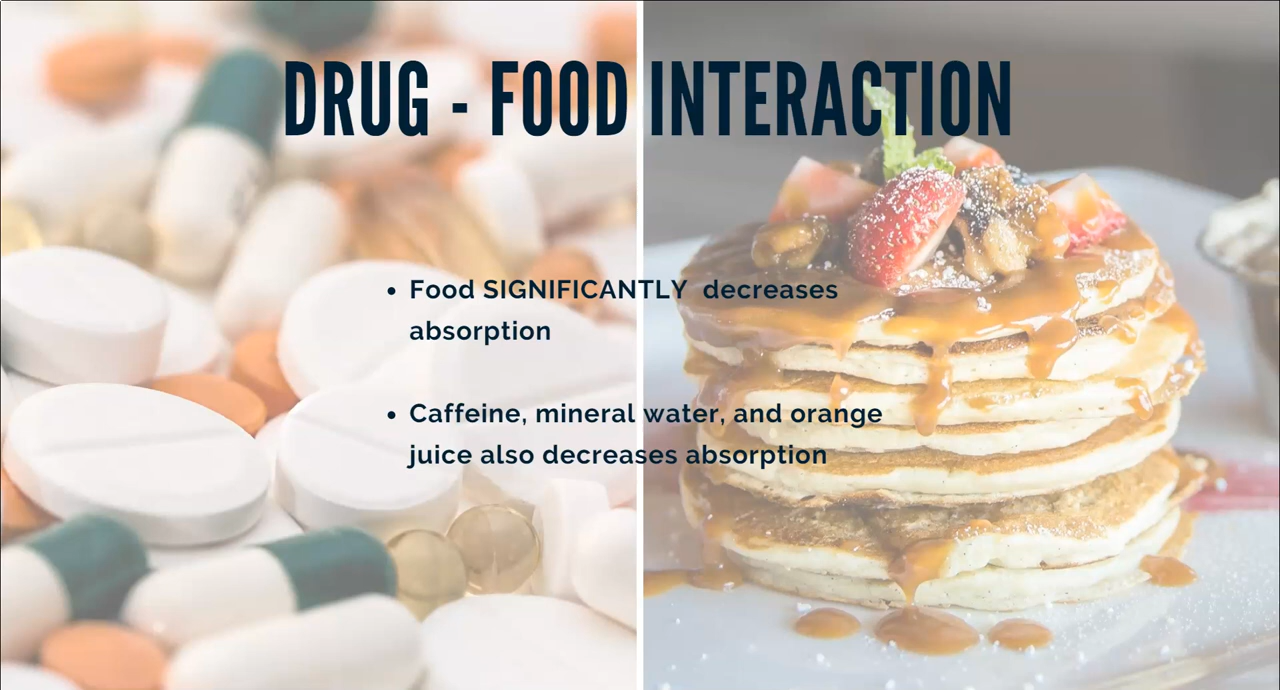 DRUG - FOOD INTERACTION
• Food SIGNIFICANTLY decreases
absorption
• Caffeine, mineral water, and orange
juice also decreases absorption